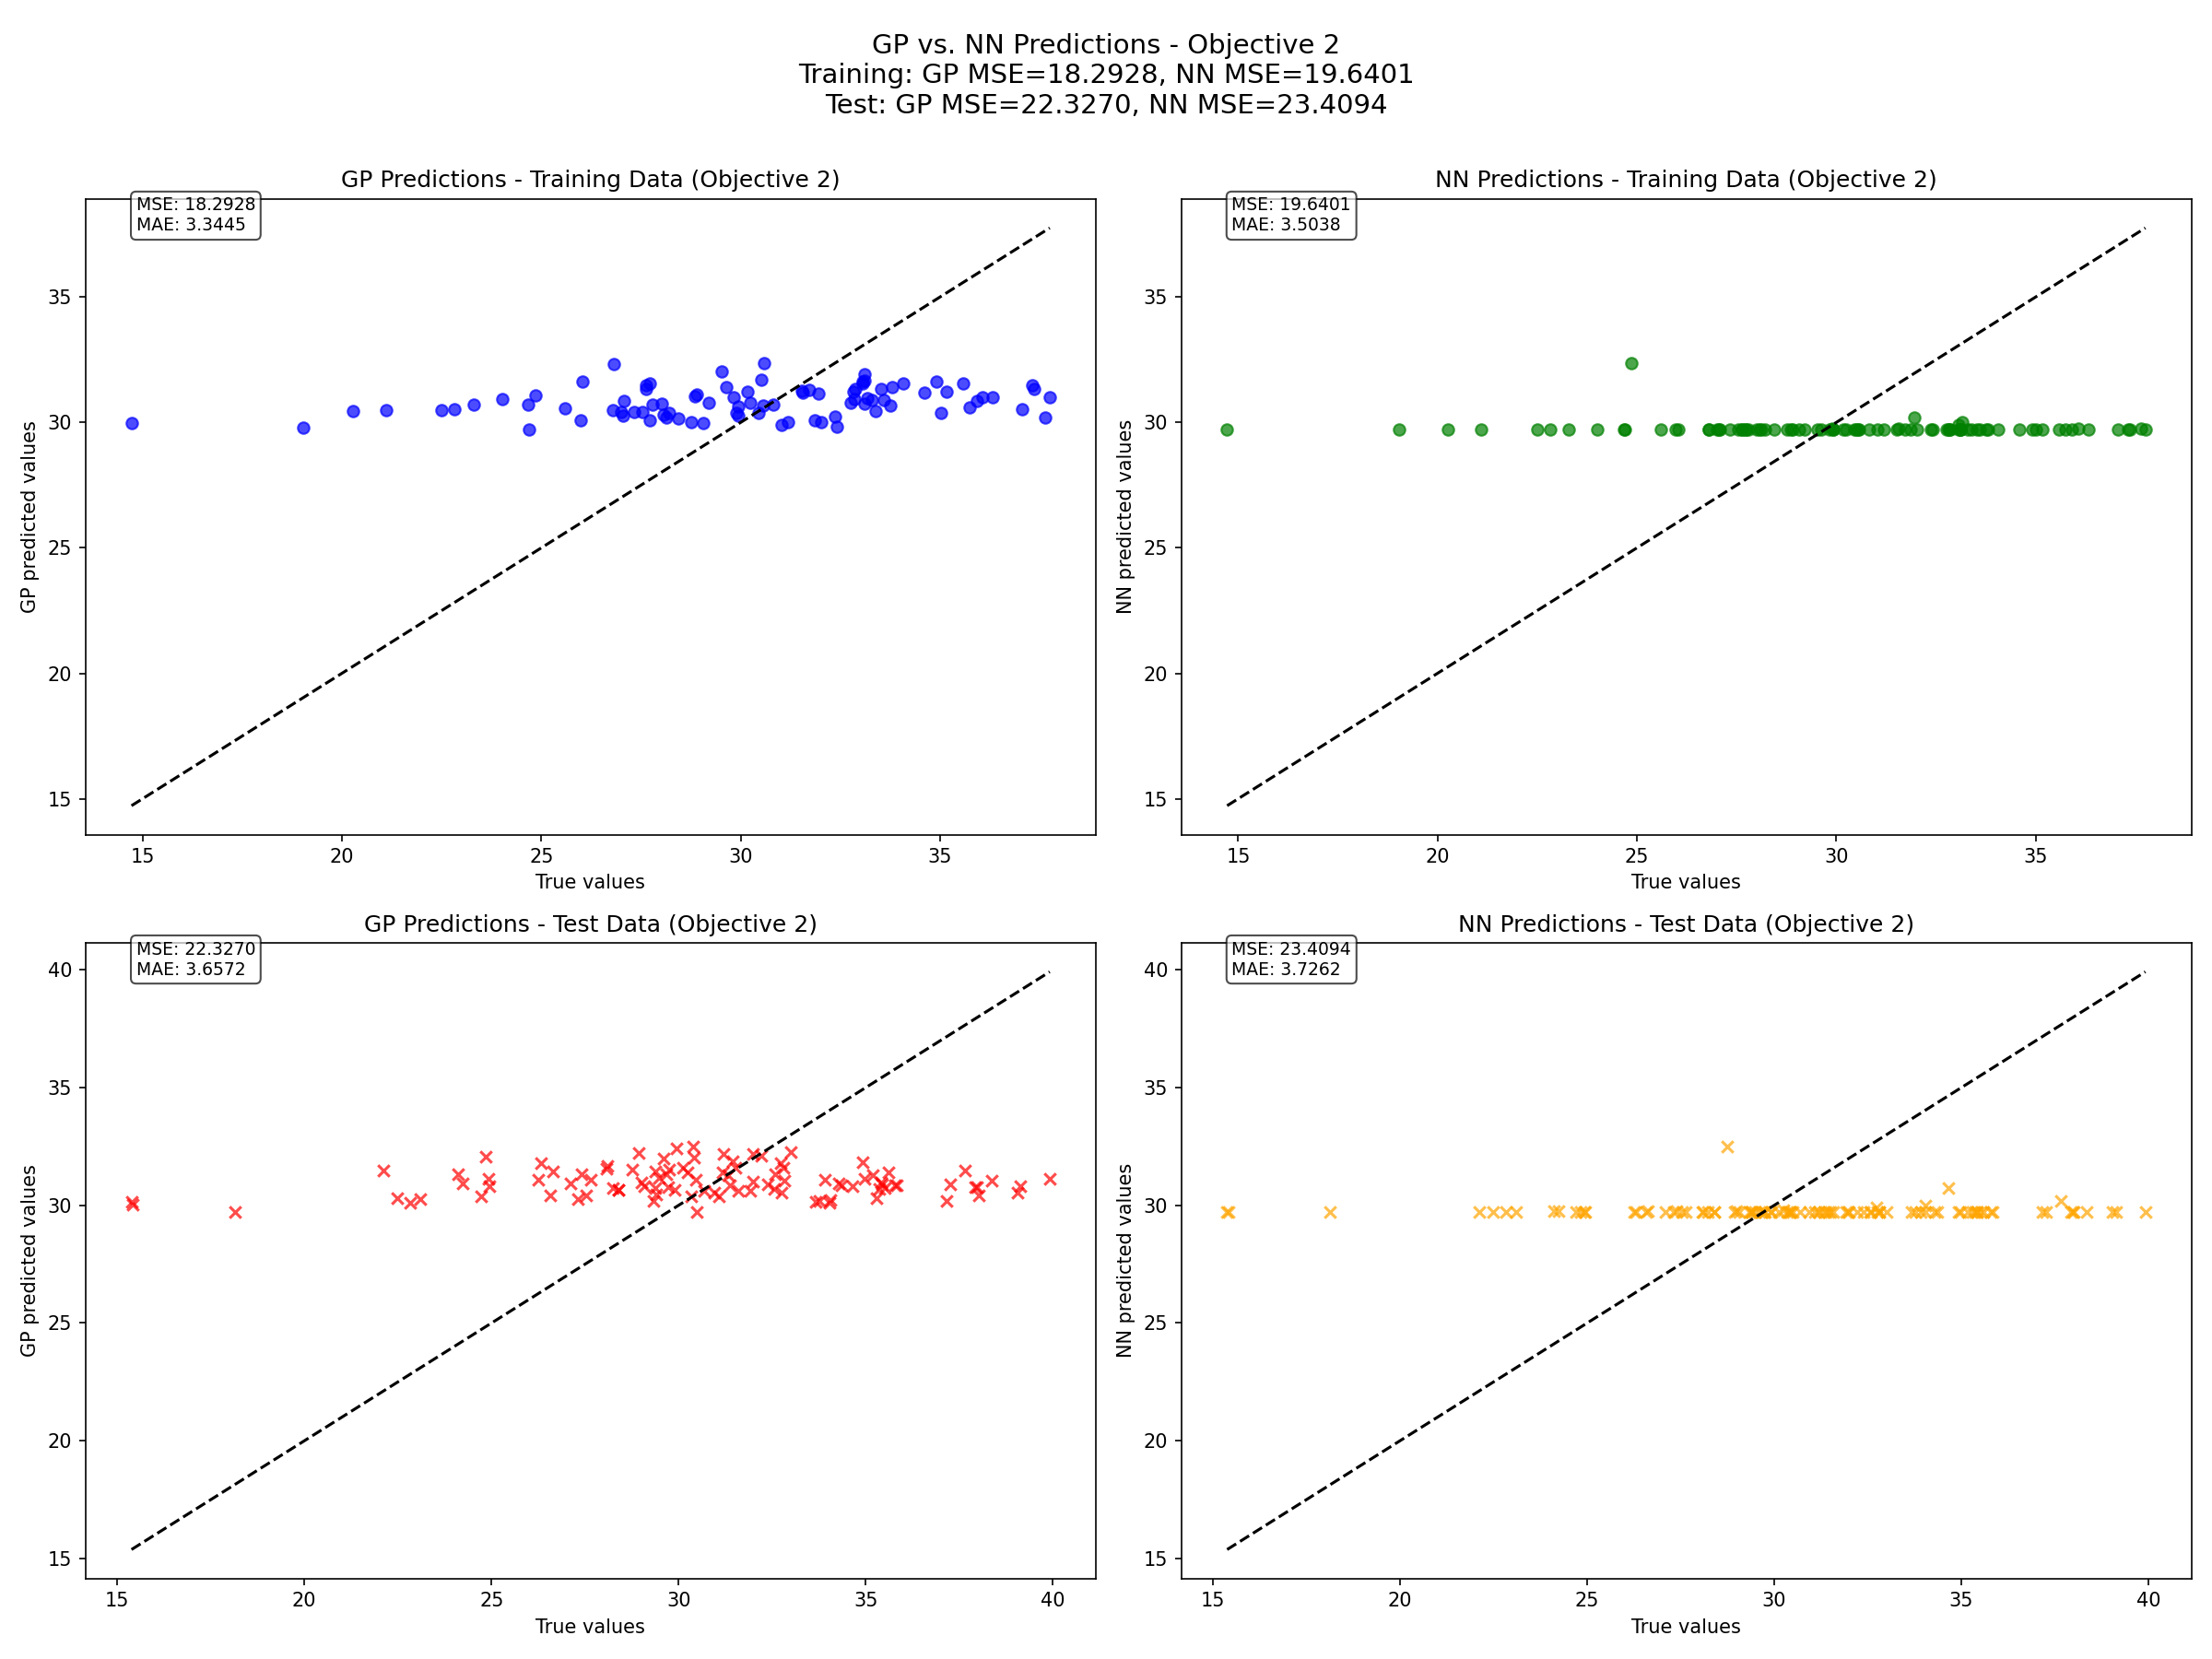 GP vs. NN Predictions - Objective 2
Training: GP MSE=18.2928, NN MSE=19.6401
Test: GP MSE=22.3270, NN MSE=23.4094
GP Predictions - Training Data (Objective 2)
MSE: 18.2928
MAE: 3.3445
GP predicted values
35
30
25
20
15
15 20 25 30 35
True values
NN Predictions - Training Data (Objective 2)
MSE: 19.6401
MAE: 3.5038
NN predicted values
35
30
25
20
15
15 20 25 30 35
True values
GP Predictions - Test Data (Objective 2)
MSE: 22.3270
MAE: 3.6572
GP predicted values
40
35
30
25
20
15
15 20 25 30 35 40
True values
NN Predictions - Test Data (Objective 2)
MSE: 23.4094
MAE: 3.7262
NN predicted values
40
35
30
25
20
15
15 20 25 30 35 40
True values